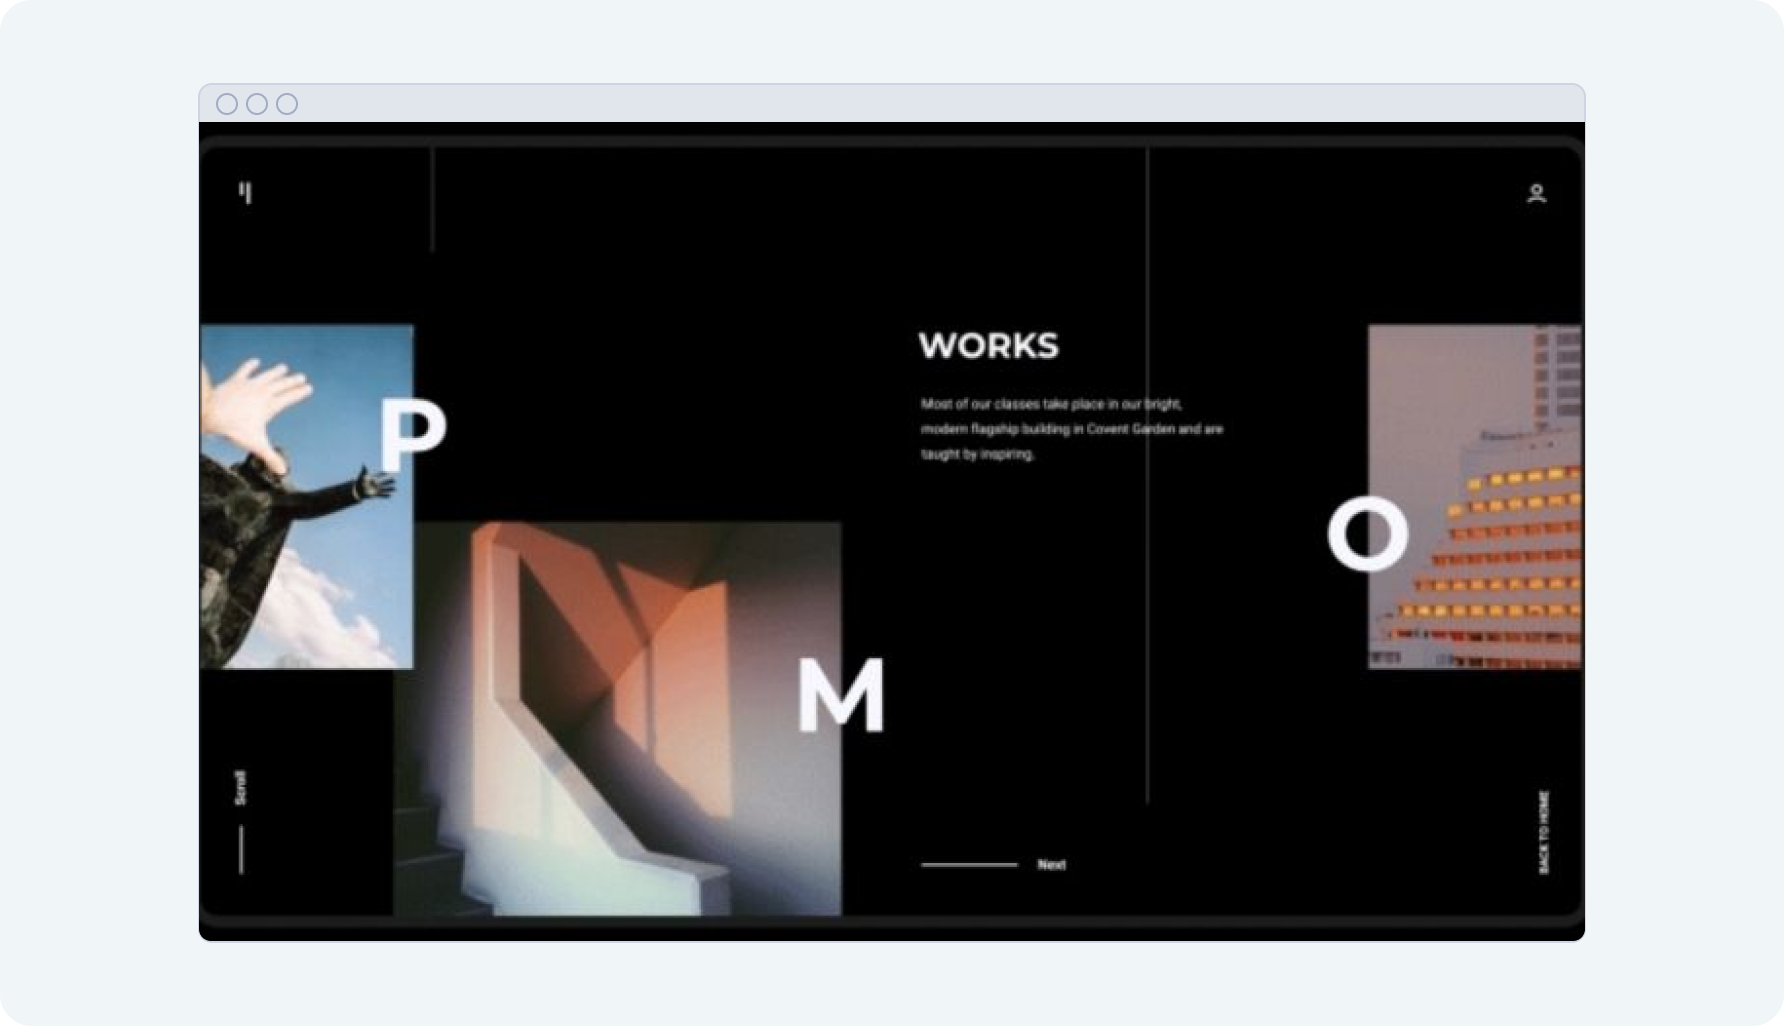 P
WORKS
Most of our classes take place in our bright,
modern flagship building in Covent Garden and are
taught by inspiring.
O
M
Scroll
Next
BACK TO HOME